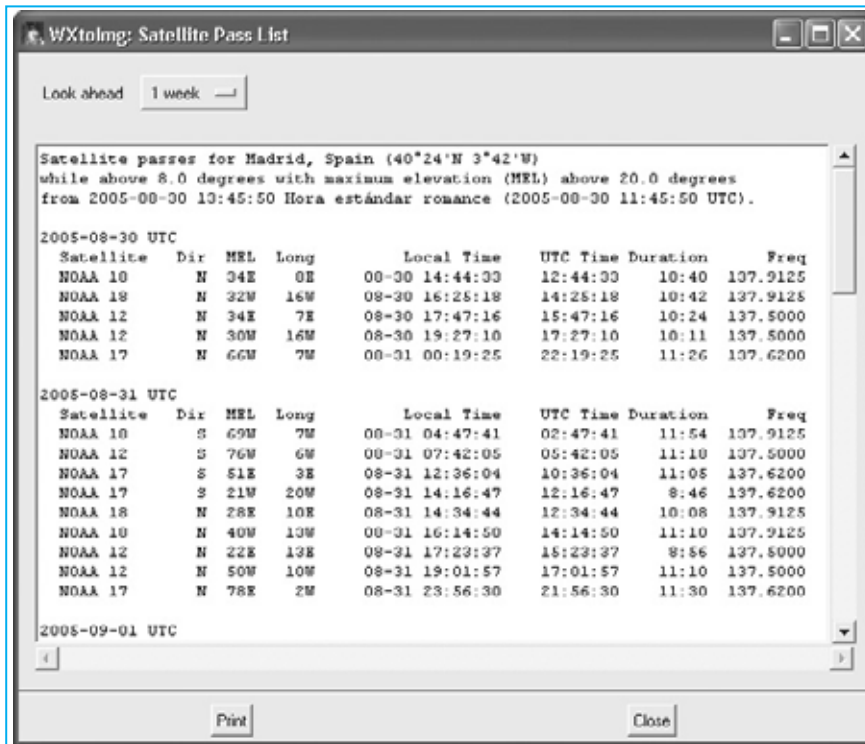 WXtoImg: Satellite Pass List
Look ahead 1 week
Satellite passes for Madrid, Spain (40°24'N 3°42'W)
while above 8.0 degrees with maximum elevation (MEL) above 20.0 degrees
from 2005-08-30 13:45:50 Hora estándar romance (2005-08-30 11:45:50 UTC).
2005-08-30 UTC
Satellite Dir MEL Long Local Time UTC Time Duration Freq
NOAA 18 N 34E 8E 08-30 14:44:33 12:44:33 10:40 137.9125
NOAA 18 N 32W 16W 08-30 16:25:18 14:25:18 10:42 137.9125
NOAA 12 N 34E 7E 08-30 17:47:16 15:47:16 10:24 137.5000
NOAA 12 N 30W 16W 08-30 19:27:10 17:27:10 10:11 137.5000
NOAA 17 N 66W 7W 08-31 00:19:25 22:19:25 11:26 137.6200
2005-08-31 UTC
Satellite Dir MEL Long Local Time UTC Time Duration Freq
NOAA 18 S 69W 7W 08-31 04:47:41 02:47:41 11:54 137.9125
NOAA 12 S 76W 6W 08-31 07:42:05 05:42:05 11:18 137.5000
NOAA 17 S 51E 3E 08-31 12:36:04 10:36:04 11:05 137.6200
NOAA 17 S 21W 20W 08-31 14:16:47 12:16:47 8:46 137.6200
NOAA 18 N 28E 10E 08-31 14:34:44 12:34:44 10:08 137.9125
NOAA 18 N 40W 13W 08-31 16:14:50 14:14:50 11:10 137.9125
NOAA 12 N 22E 13E 08-31 17:23:37 15:23:37 8:56 137.5000
NOAA 12 N 50W 10W 08-31 19:01:57 17:01:57 11:10 137.5000
NOAA 17 N 78E 2W 08-31 23:56:30 21:56:30 11:30 137.6200
2005-09-01 UTC
Print Close